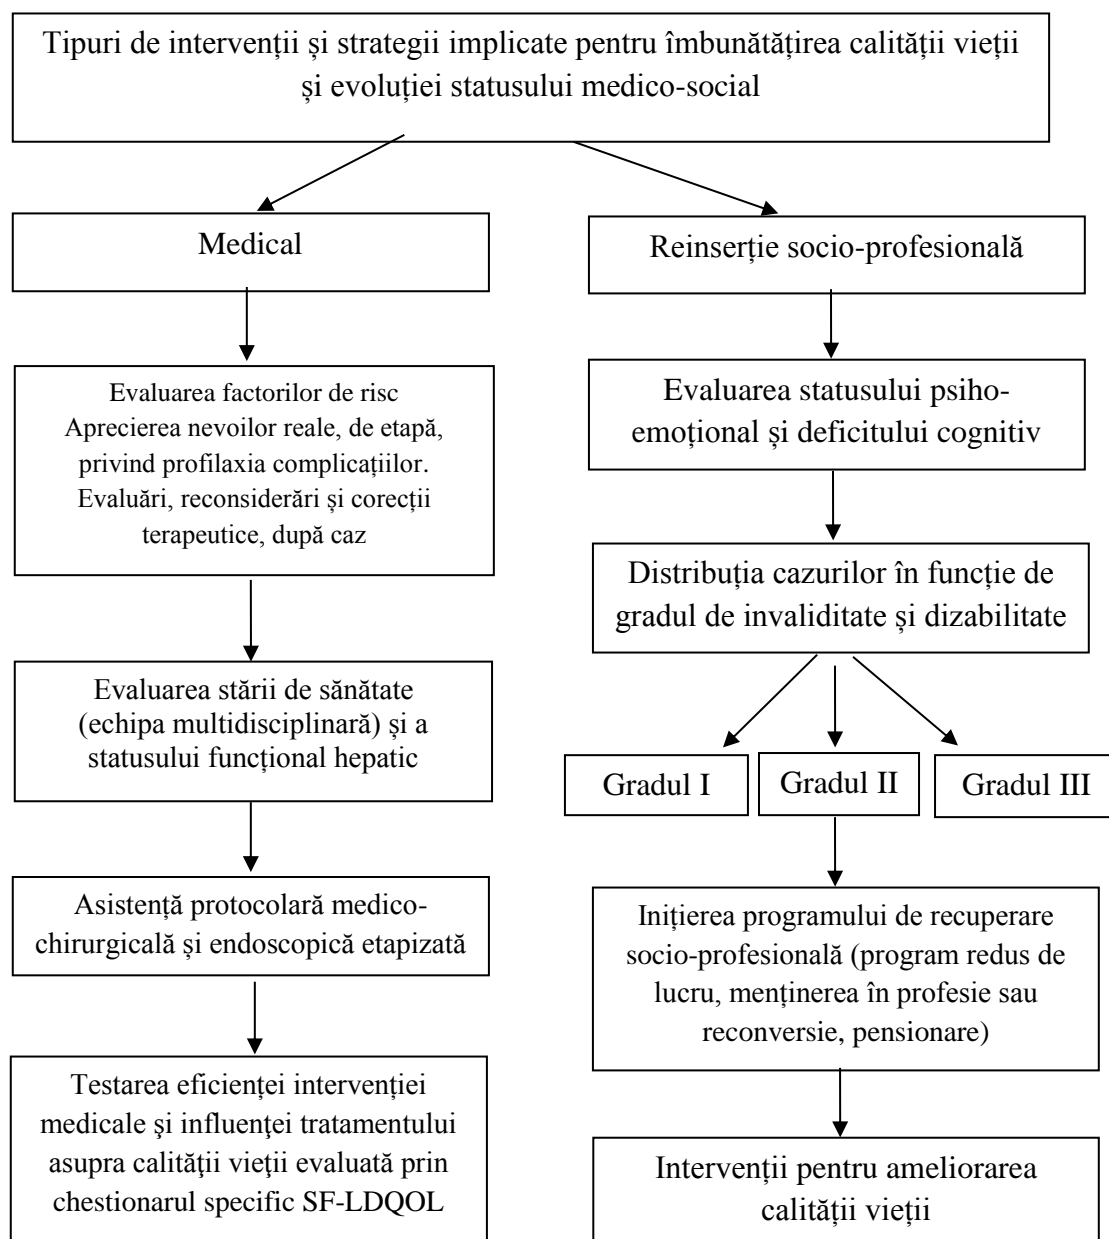 Tipuri de intervenții și strategii implicate pentru îmbunătățirea calității vieții
și evoluției statusului medico-social
Medical
Evaluarea factorilor de risc
Aprecierea nevoilor reale, de etapă,
privind profilaxia complicațiilor.
Evaluări, reconsiderări și corecții
terapeutice, după caz
Evaluarea stării de sănătate
(echipa multidisciplinară) și a
statusului funcțional hepatic
Asistență protocolară medico-
chirurgicală și endoscopică etapizată
Testarea eficienței intervenției
medicale şi influenţei tratamentului
asupra calităţii vieţii evaluată prin
chestionarul specific SF-LDQOL
Reinserție socio-profesională
Evaluarea statusului psiho-
emoțional și deficitului cognitiv
Distribuția cazurilor în funcție de
gradul de invaliditate și dizabilitate
Gradul I
Gradul II
Gradul III
Inițierea programului de recuperare
socio-profesională (program redus de
lucru, menținerea în profesie sau
reconversie, pensionare)
Intervenții pentru ameliorarea
calității vieții